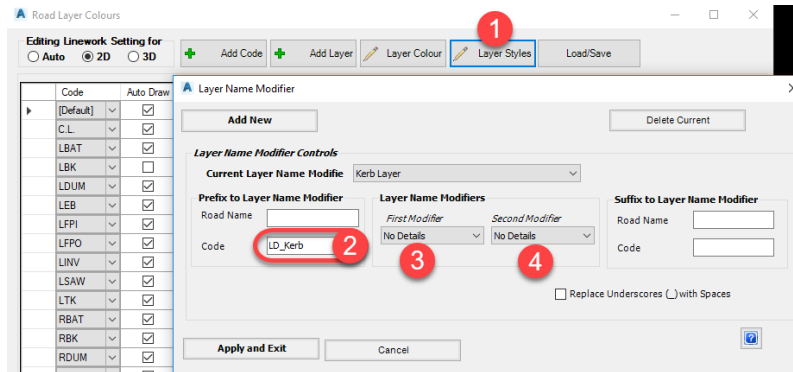 Road Layer Colours
Editing Linework Setting for
Auto 2D 3D
Add Code Add Layer Layer Colour Layer Styles Load/Save
1
Code Auto Draw
[Default]
C.L.
LBAT
LBK
LDUM
LEB
LFPI
LFPO
LINV
LSAW
LTK
RBAT
RBK
RDUM
Layer Name Modifier
Add New Delete Current
Layer Name Modifier Controls
Current Layer Name Modifie Kerb Layer
Prefix to Layer Name Modifier
Road Name
Code LD_Kerb
2
Layer Name Modifiers
First Modifier Second Modifier
No Details No Details
3 4
Suffix to Layer Name Modifier
Road Name
Code
Replace Underscores (_) with Spaces
Apply and Exit Cancel
?